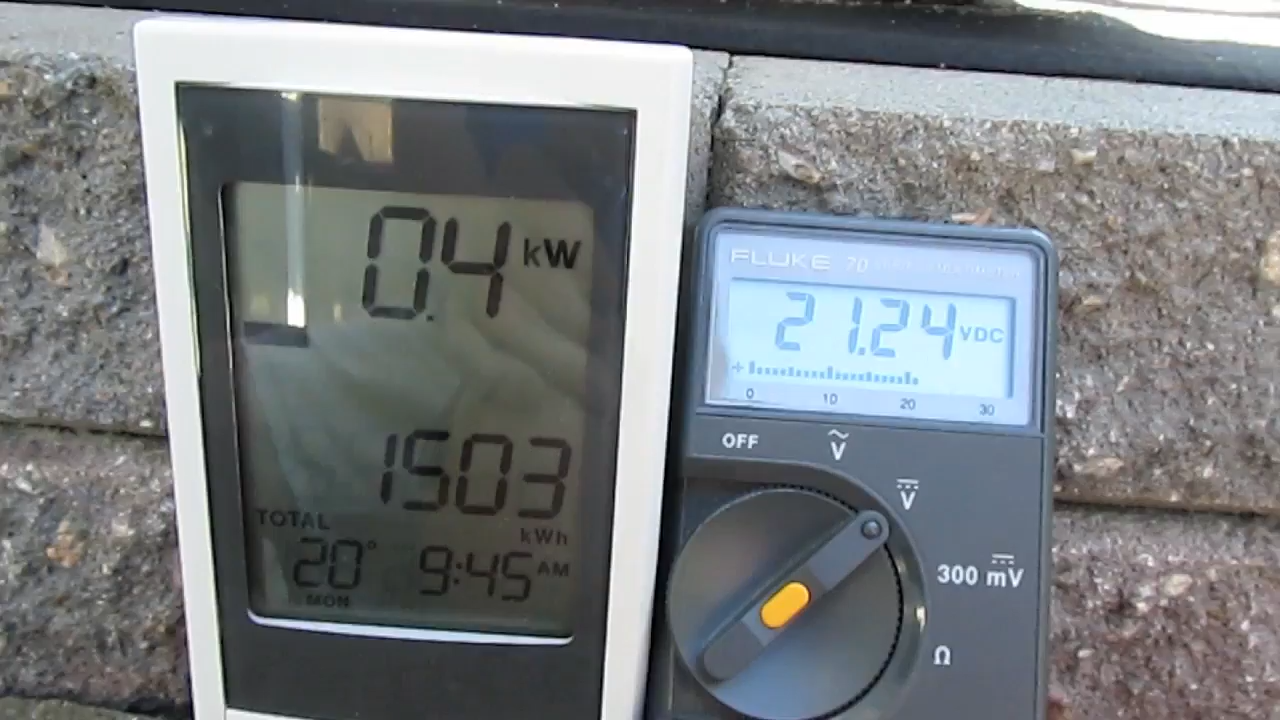 0.4 kW
1503
TOTAL
kWh
20° 9:45 AM
MON
FLUKE 70
21.24 VDC
+
0 10 20 30
OFF
Ṽ
V
300 mV
Ω